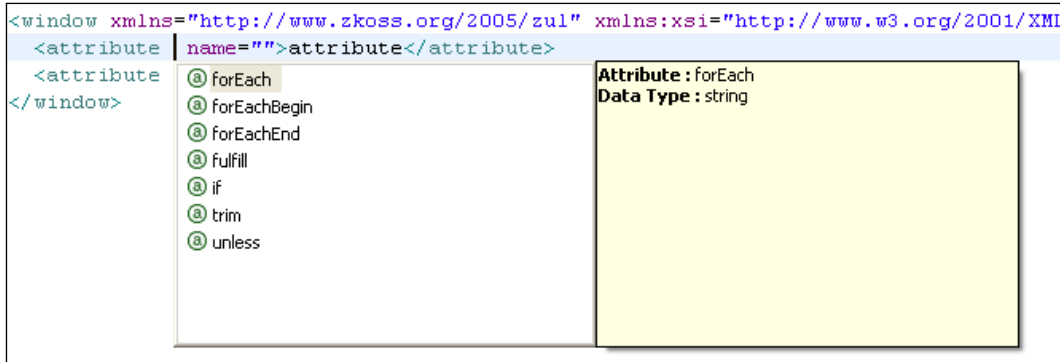 <window xmlns="http://www.zkoss.org/2005/zul" xmlns:xsi="http://www.w3.org/2001/XML
<attribute name="">attribute</attribute>
<attribute
</window>
forEach
forEachBegin
forEachEnd
fulfill
if
trim
unless
Attribute : forEach
Data Type : string